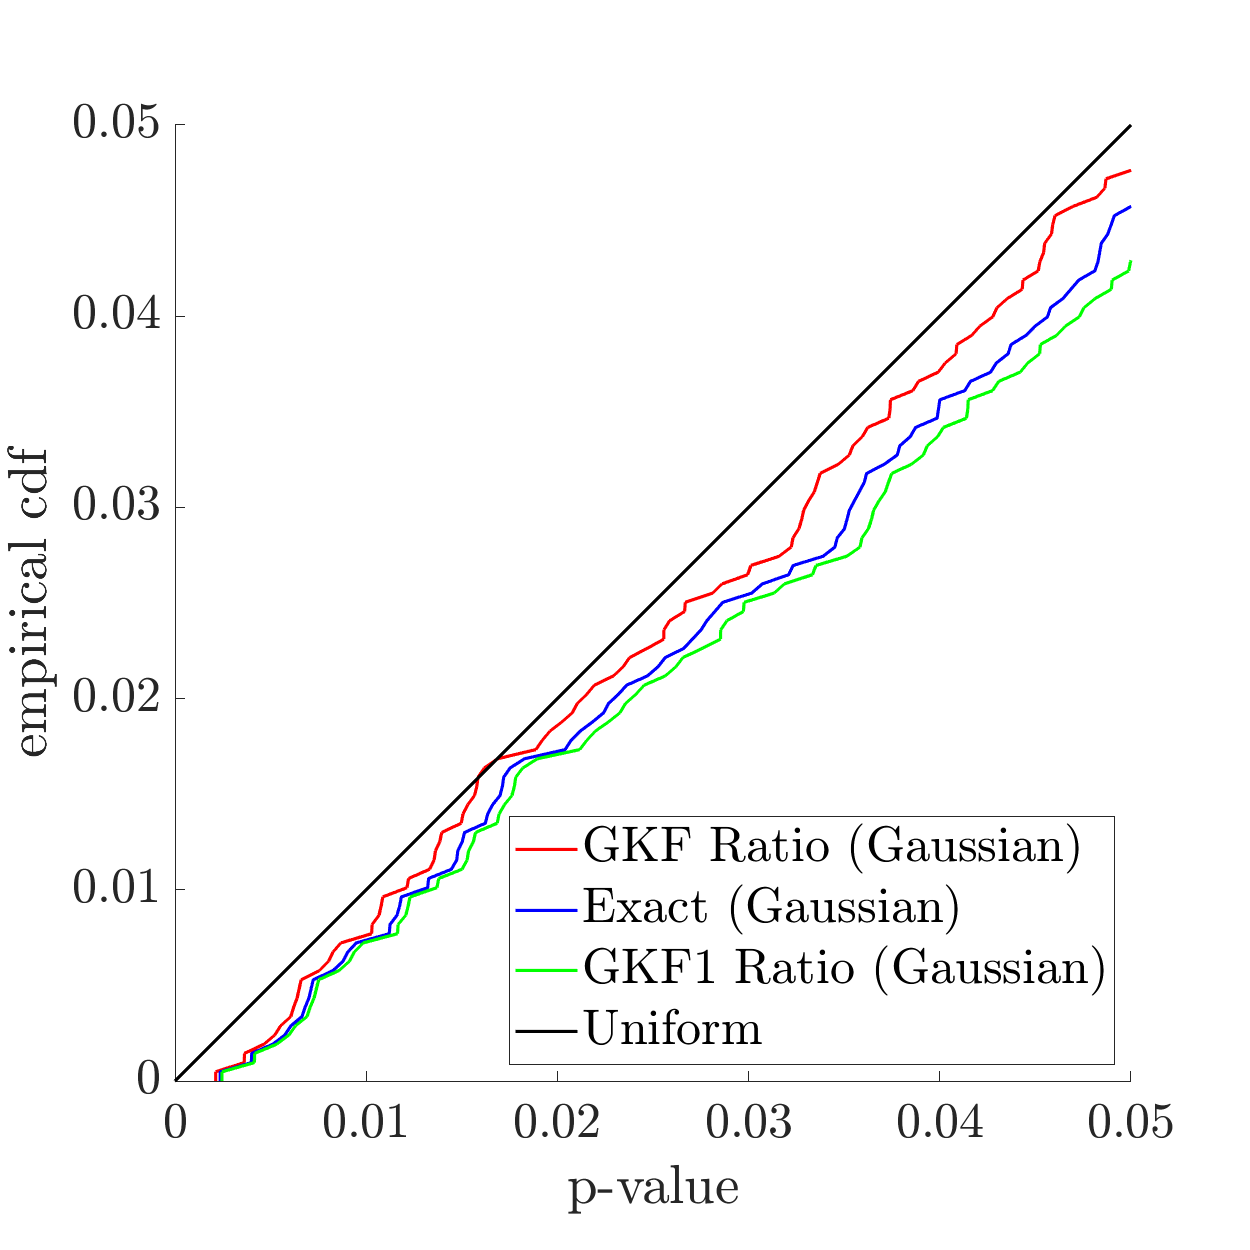 0.05
0.04
0.03
0.02
0.01
0
empirical cdf
GKF Ratio (Gaussian)
Exact (Gaussian)
GKF1 Ratio (Gaussian)
Uniform
0 0.01 0.02 0.03 0.04 0.05
p-value